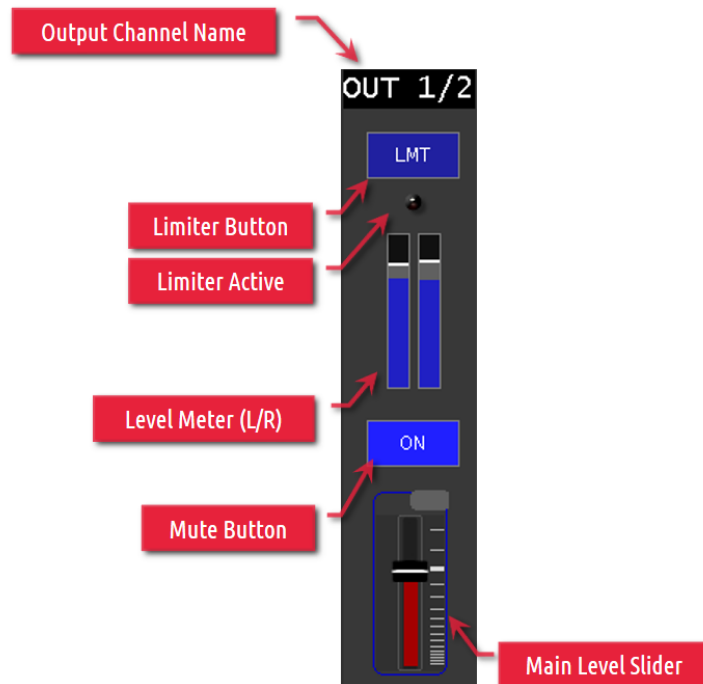 Output Channel Name
OUT 1/2
LMT
Limiter Button
Limiter Active
Level Meter (L/R)
ON
Mute Button
Main Level Slider